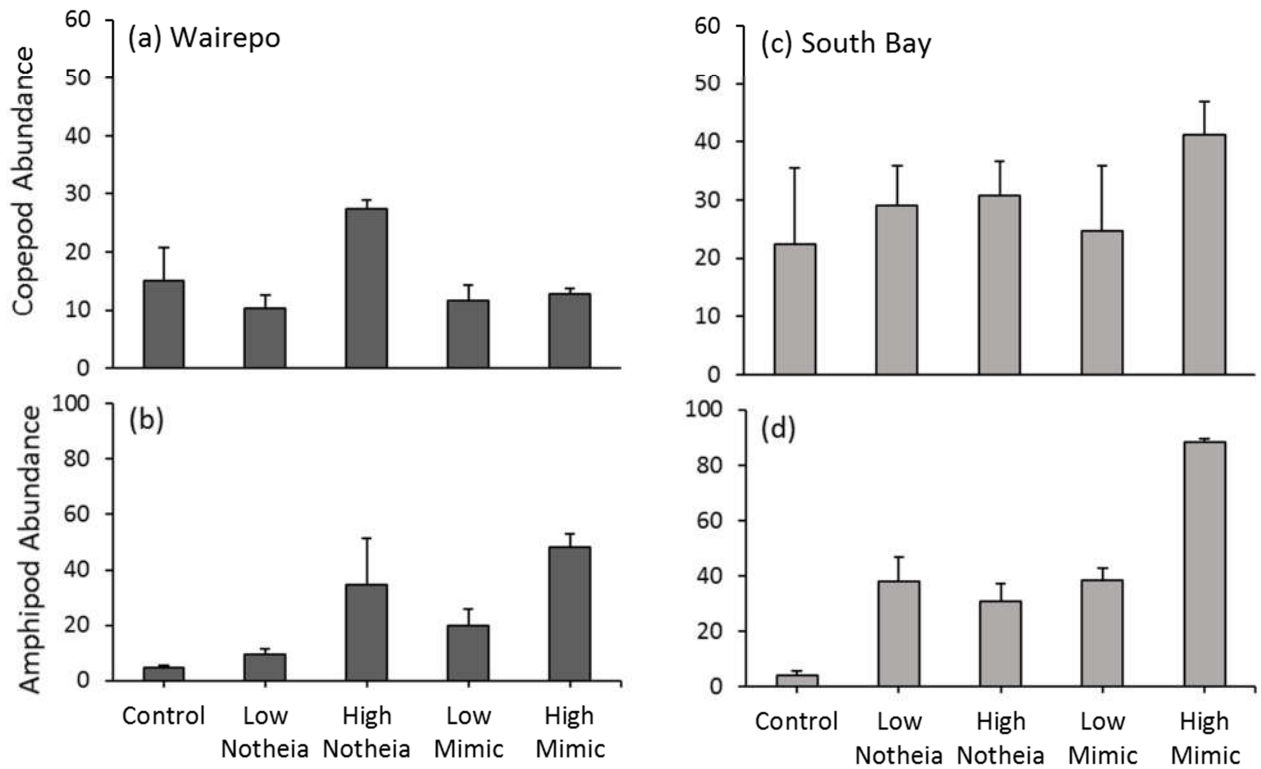 (a) Wairepo
Copepod Abundance
60
50
40
30
20
10
0
(c) South Bay
60
50
40
30
20
10
0
(b)
Amphipod Abundance
100
80
60
40
20
0
Control
Low
Notheia
High
Notheia
Low
Mimic
High
Mimic
(d)
100
80
60
40
20
0
Control
Low
Notheia
High
Notheia
Low
Mimic
High
Mimic